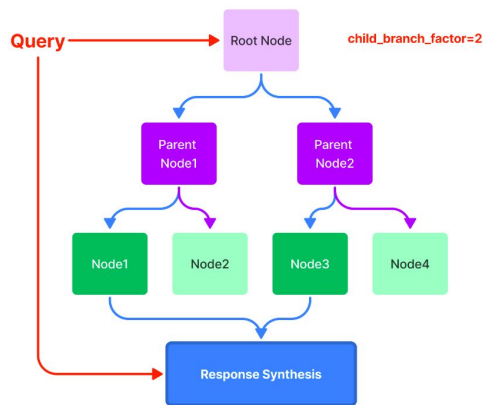 Query
Root Node
child_branch_factor=2
Parent
Node1
Parent
Node2
Node1
Node2
Node3
Node4
Response Synthesis